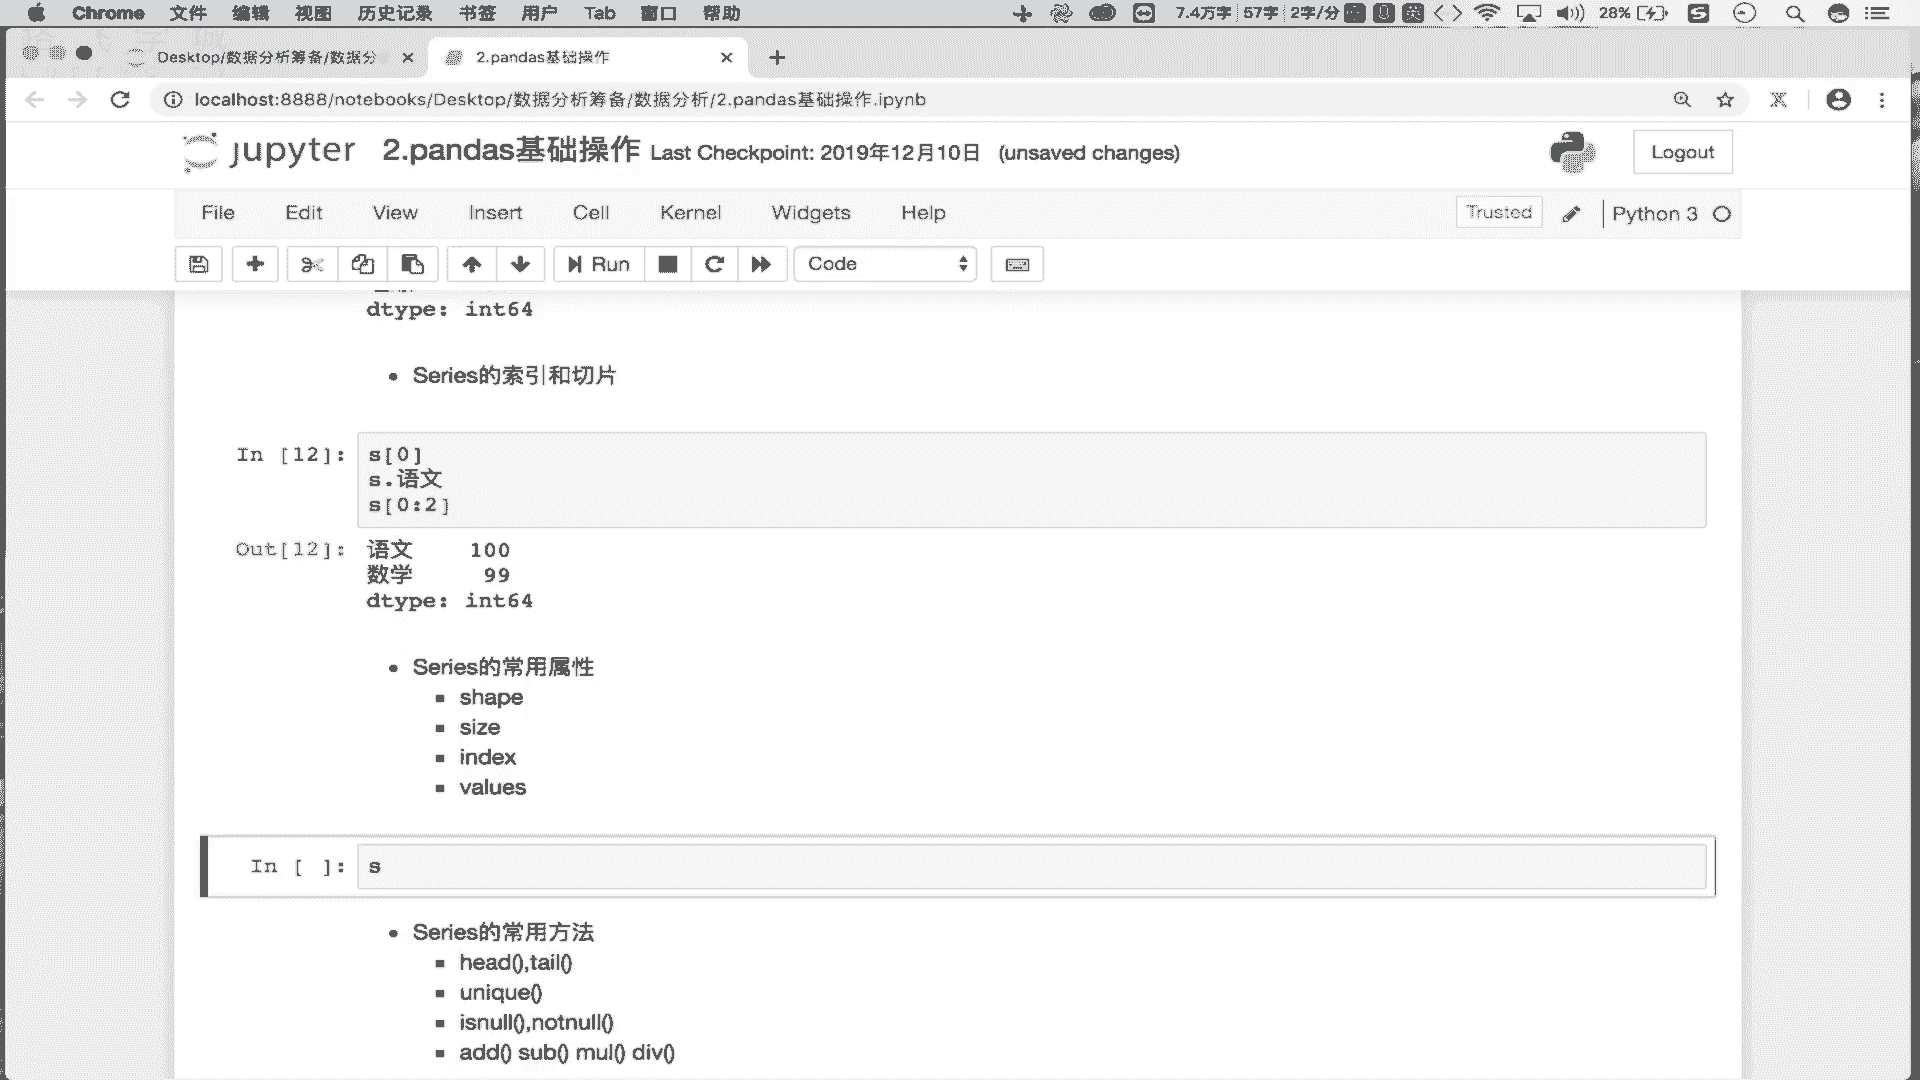 Chrome 文件 编辑 视图 历史记录 书签 用户 Tab 窗口 帮助 7.4万字 57字 2字/分 英 28%
Desktop/数据分析筹备/数据分 2.pandas基础操作
localhost:8888/notebooks/Desktop/数据分析筹备/数据分析/2.pandas基础操作.ipynb
jupyter 2.pandas基础操作 Last Checkpoint: 2019年12月10日 (unsaved changes) Logout
File Edit View Insert Cell Kernel Widgets Help Trusted Python 3
Run Code
dtype: int64
Series的索引和切片
In [12]: s[0]
s.语文
s[0:2]
Out[12]: 语文 100
数学 99
dtype: int64
Series的常用属性
shape
size
index
values
In [ ]: s
Series的常用方法
head(),tail()
unique()
isnull(),notnull()
add() sub() mul() div()